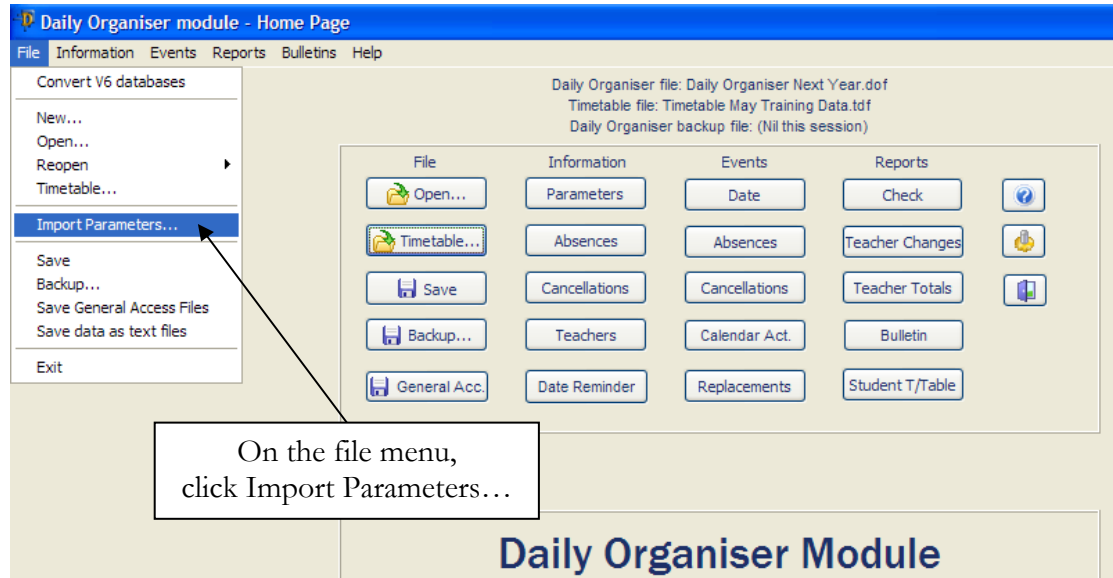 Daily Organiser module - Home Page
File Information Events Reports Bulletins Help
Convert V6 databases
New...
Open...
Reopen
Timetable...
Import Parameters...
Save
Backup...
Save General Access Files
Save data as text files
Exit
Daily Organiser file: Daily Organiser Next Year.dof
Timetable file: Timetable May Training Data.tdf
Daily Organiser backup file: (Nil this session)
File Information Events Reports
Open... Parameters Date Check
Timetable... Absences Absences Teacher Changes
Save Cancellations Cancellations Teacher Totals
Backup... Teachers Calendar Act. Bulletin
General Acc. Date Reminder Replacements Student T/Table
On the file menu,
click Import Parameters…
Daily Organiser Module